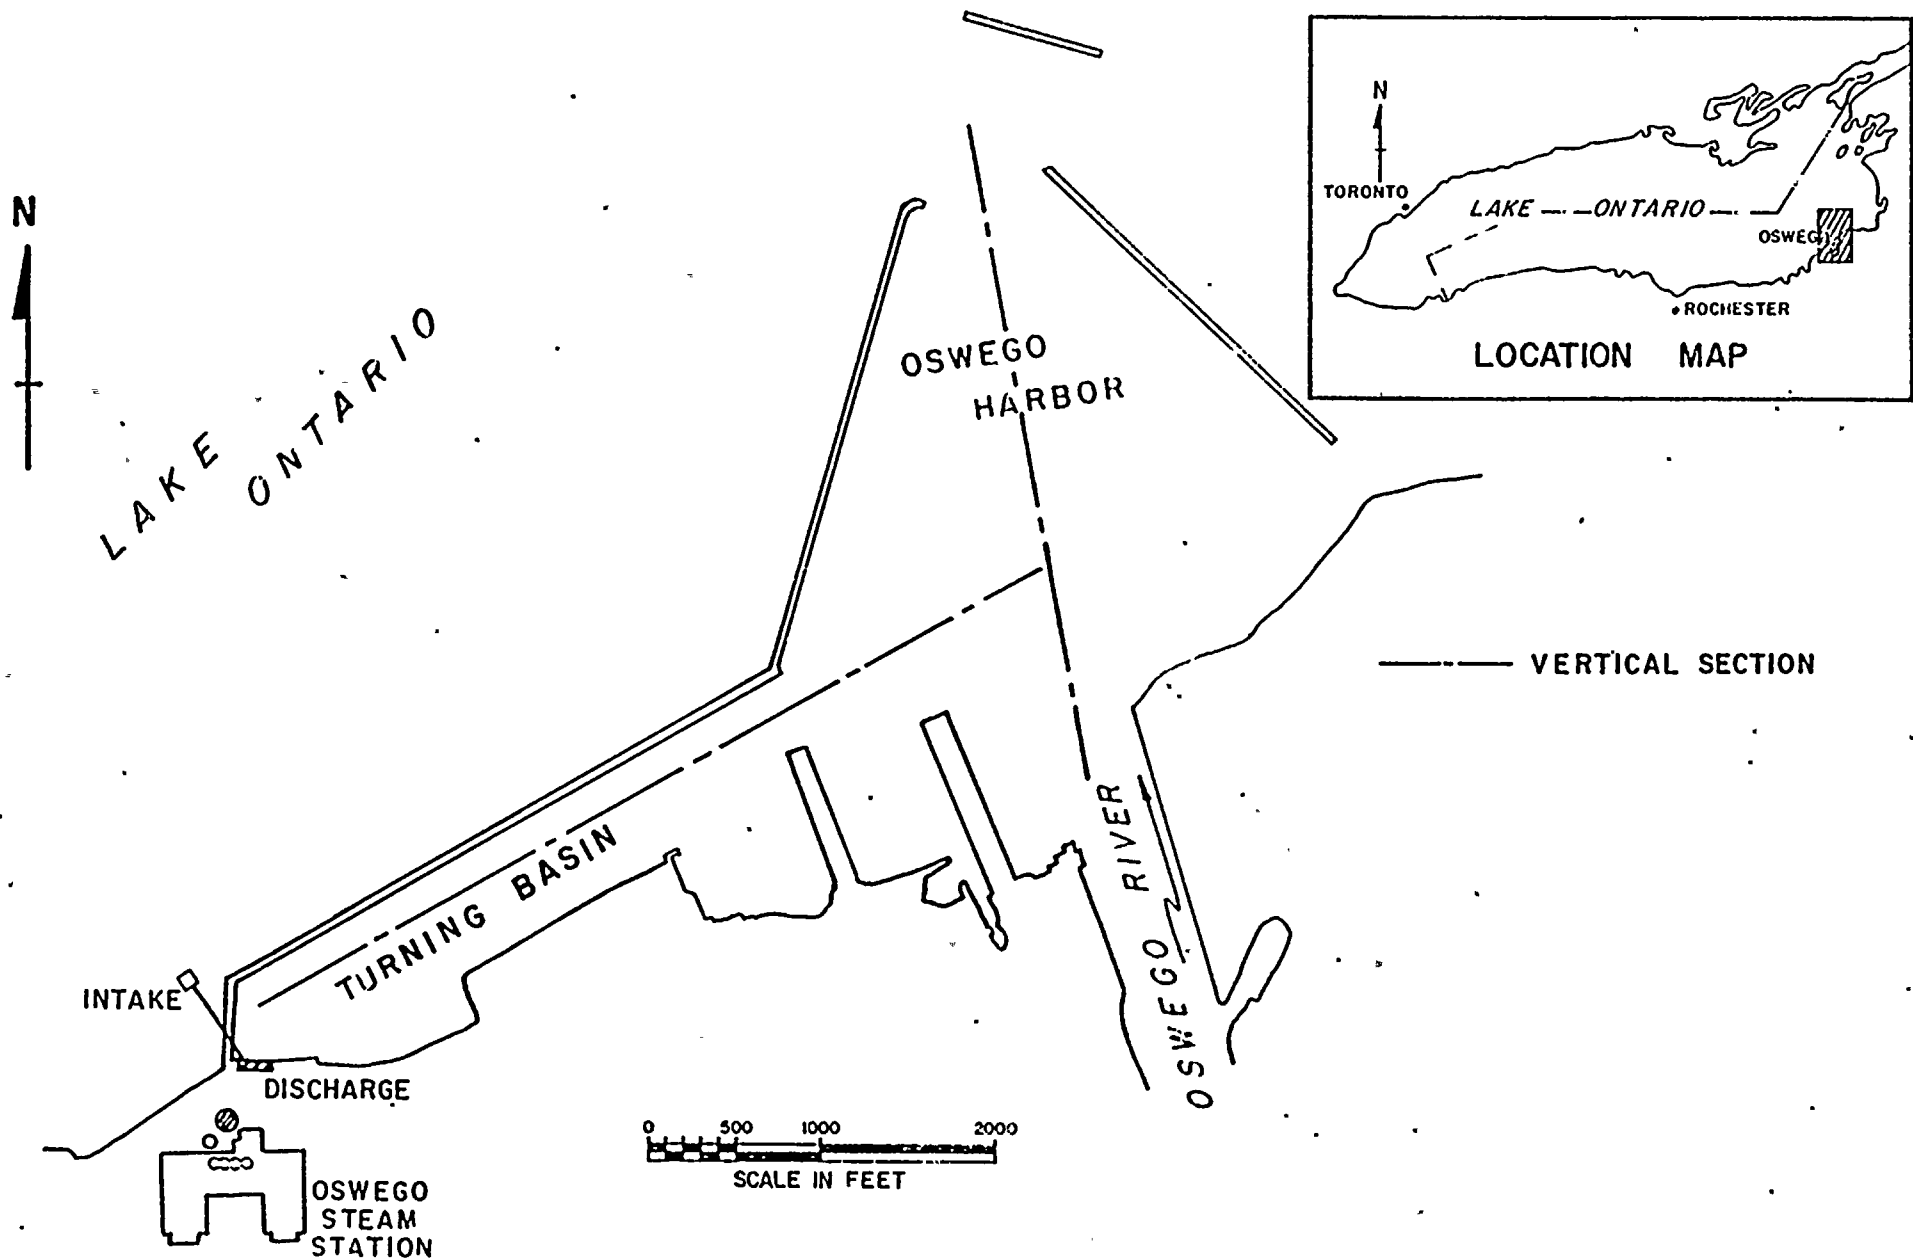 N
LAKE
ONTARIO
OSWEGO
HARBOR
N
TORONTO
LAKE ONTARIO
OSWEG
ROCHESTER
LOCATION MAP
VERTICAL SECTION
TURNING BASIN
OSWEGO RIVER
INTAKE
DISCHARGE
0 500 1000 2000
SCALE IN FEET
OSWEGO
STEAM
STATION